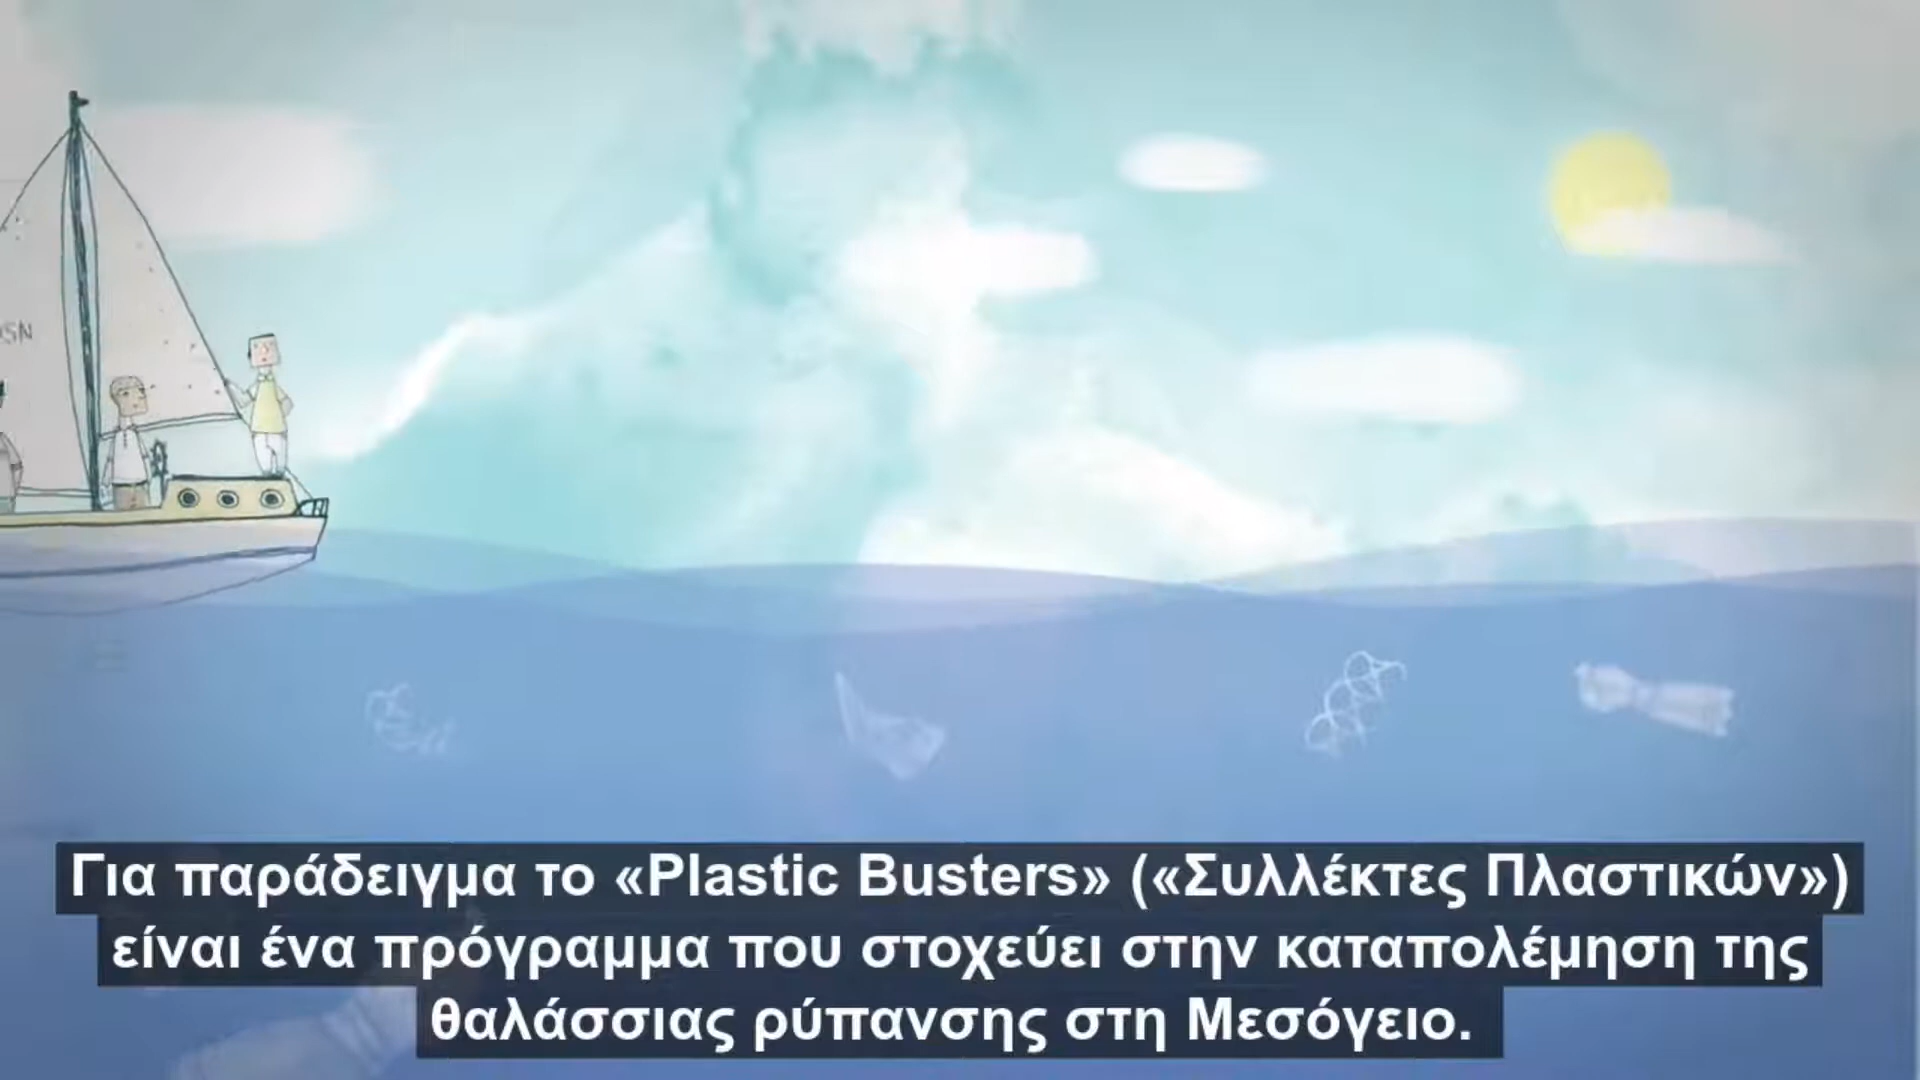 SN
Για παράδειγμα το «Plastic Busters» («Συλλέκτες Πλαστικών»)
είναι ένα πρόγραμμα που στοχεύει στην καταπολέμηση της
θαλάσσιας ρύπανσης στη Μεσόγειο.